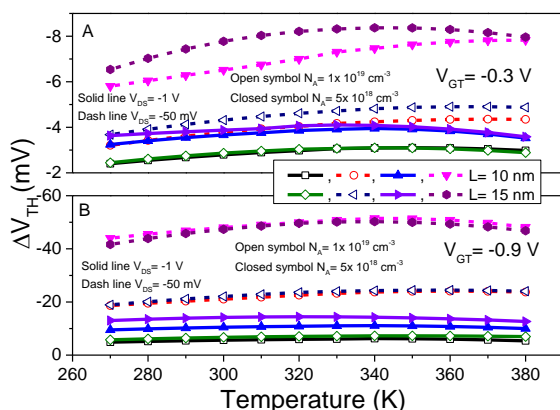 A
-8
-6
-4
-2
Open symbol N_A= 1x 10^19 cm^-3
Solid line V_DS= -1 V
Closed symbol N_A= 5x 10^18 cm^-3
Dash line V_DS= -50 mV
V_GT= -0.3 V
, , , L= 10 nm
, , , L= 15 nm
ΔV_TH, (mV)
B
-60
-40
-20
0
Open symbol N_A= 1x 10^19 cm^-3
Solid line V_DS= -1 V
Closed symbol N_A= 5x 10^18 cm^-3
Dash line V_DS= -50 mV
V_GT= -0.9 V
260 280 300 320 340 360 380 400
Temperature (K)